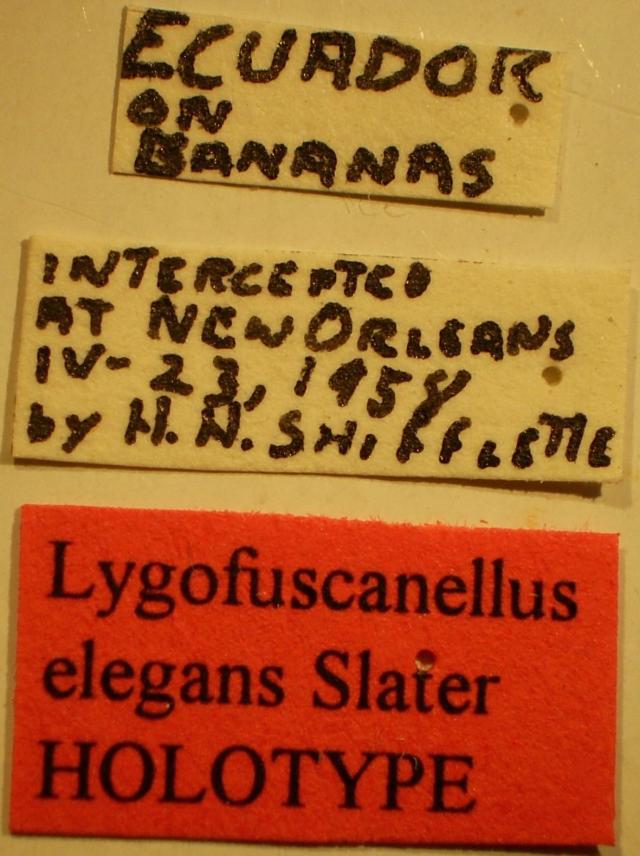 ECUADOR
ON
BANANAS
INTERCEPTED
AT NEW ORLEANS
IV-23, 1958
by H. N. SHIFFLETTE
Lygofuscanellus
elegans Slater
HOLOTYPE